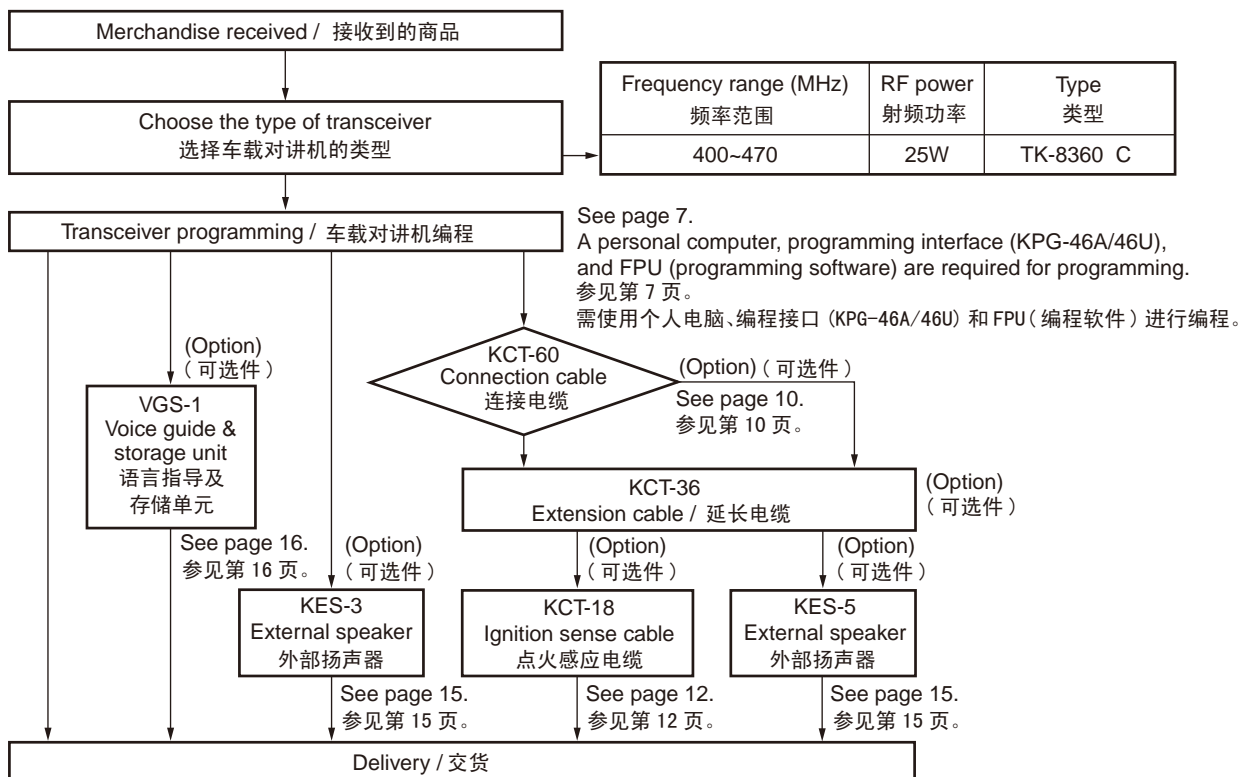 Merchandise received / 接收到的商品
Choose the type of transceiver
选择车载对讲机的类型
Frequency range (MHz)
频率范围
RF power
射频功率
Type
类型
400~470
25W
TK-8360 C
Transceiver programming / 车载对讲机编程
See page 7.
A personal computer, programming interface (KPG-46A/46U),
and FPU (programming software) are required for programming.
参见第 7 页。
需使用个人电脑、编程接口 (KPG-46A/46U) 和 FPU( 编程软件 ) 进行编程。
(Option)
( 可选件 )
VGS-1
Voice guide &
storage unit
语言指导及
存储单元
See page 16.
参见第 16 页。
KCT-60
Connection cable
连接电缆
(Option) ( 可选件 )
See page 10.
参见第 10 页。
KCT-36
Extension cable / 延长电缆
(Option)
( 可选件 )
(Option)
( 可选件 )
KES-3
External speaker
外部扬声器
See page 15.
参见第 15 页。
(Option)
( 可选件 )
KCT-18
Ignition sense cable
点火感应电缆
See page 12.
参见第 12 页。
(Option)
( 可选件 )
KES-5
External speaker
外部扬声器
See page 15.
参见第 15 页。
Delivery / 交货